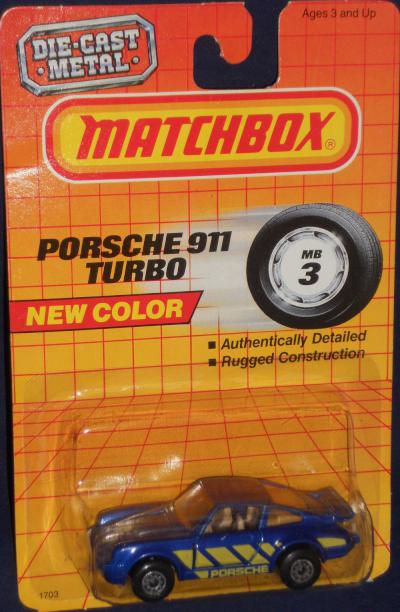 Ages 3 and Up
DIE-CAST
METAL
MATCHBOX®
PORSCHE 911
TURBO
MB
3
NEW COLOR
▪ Authentically Detailed
▪ Rugged Construction
PORSCHE
1703